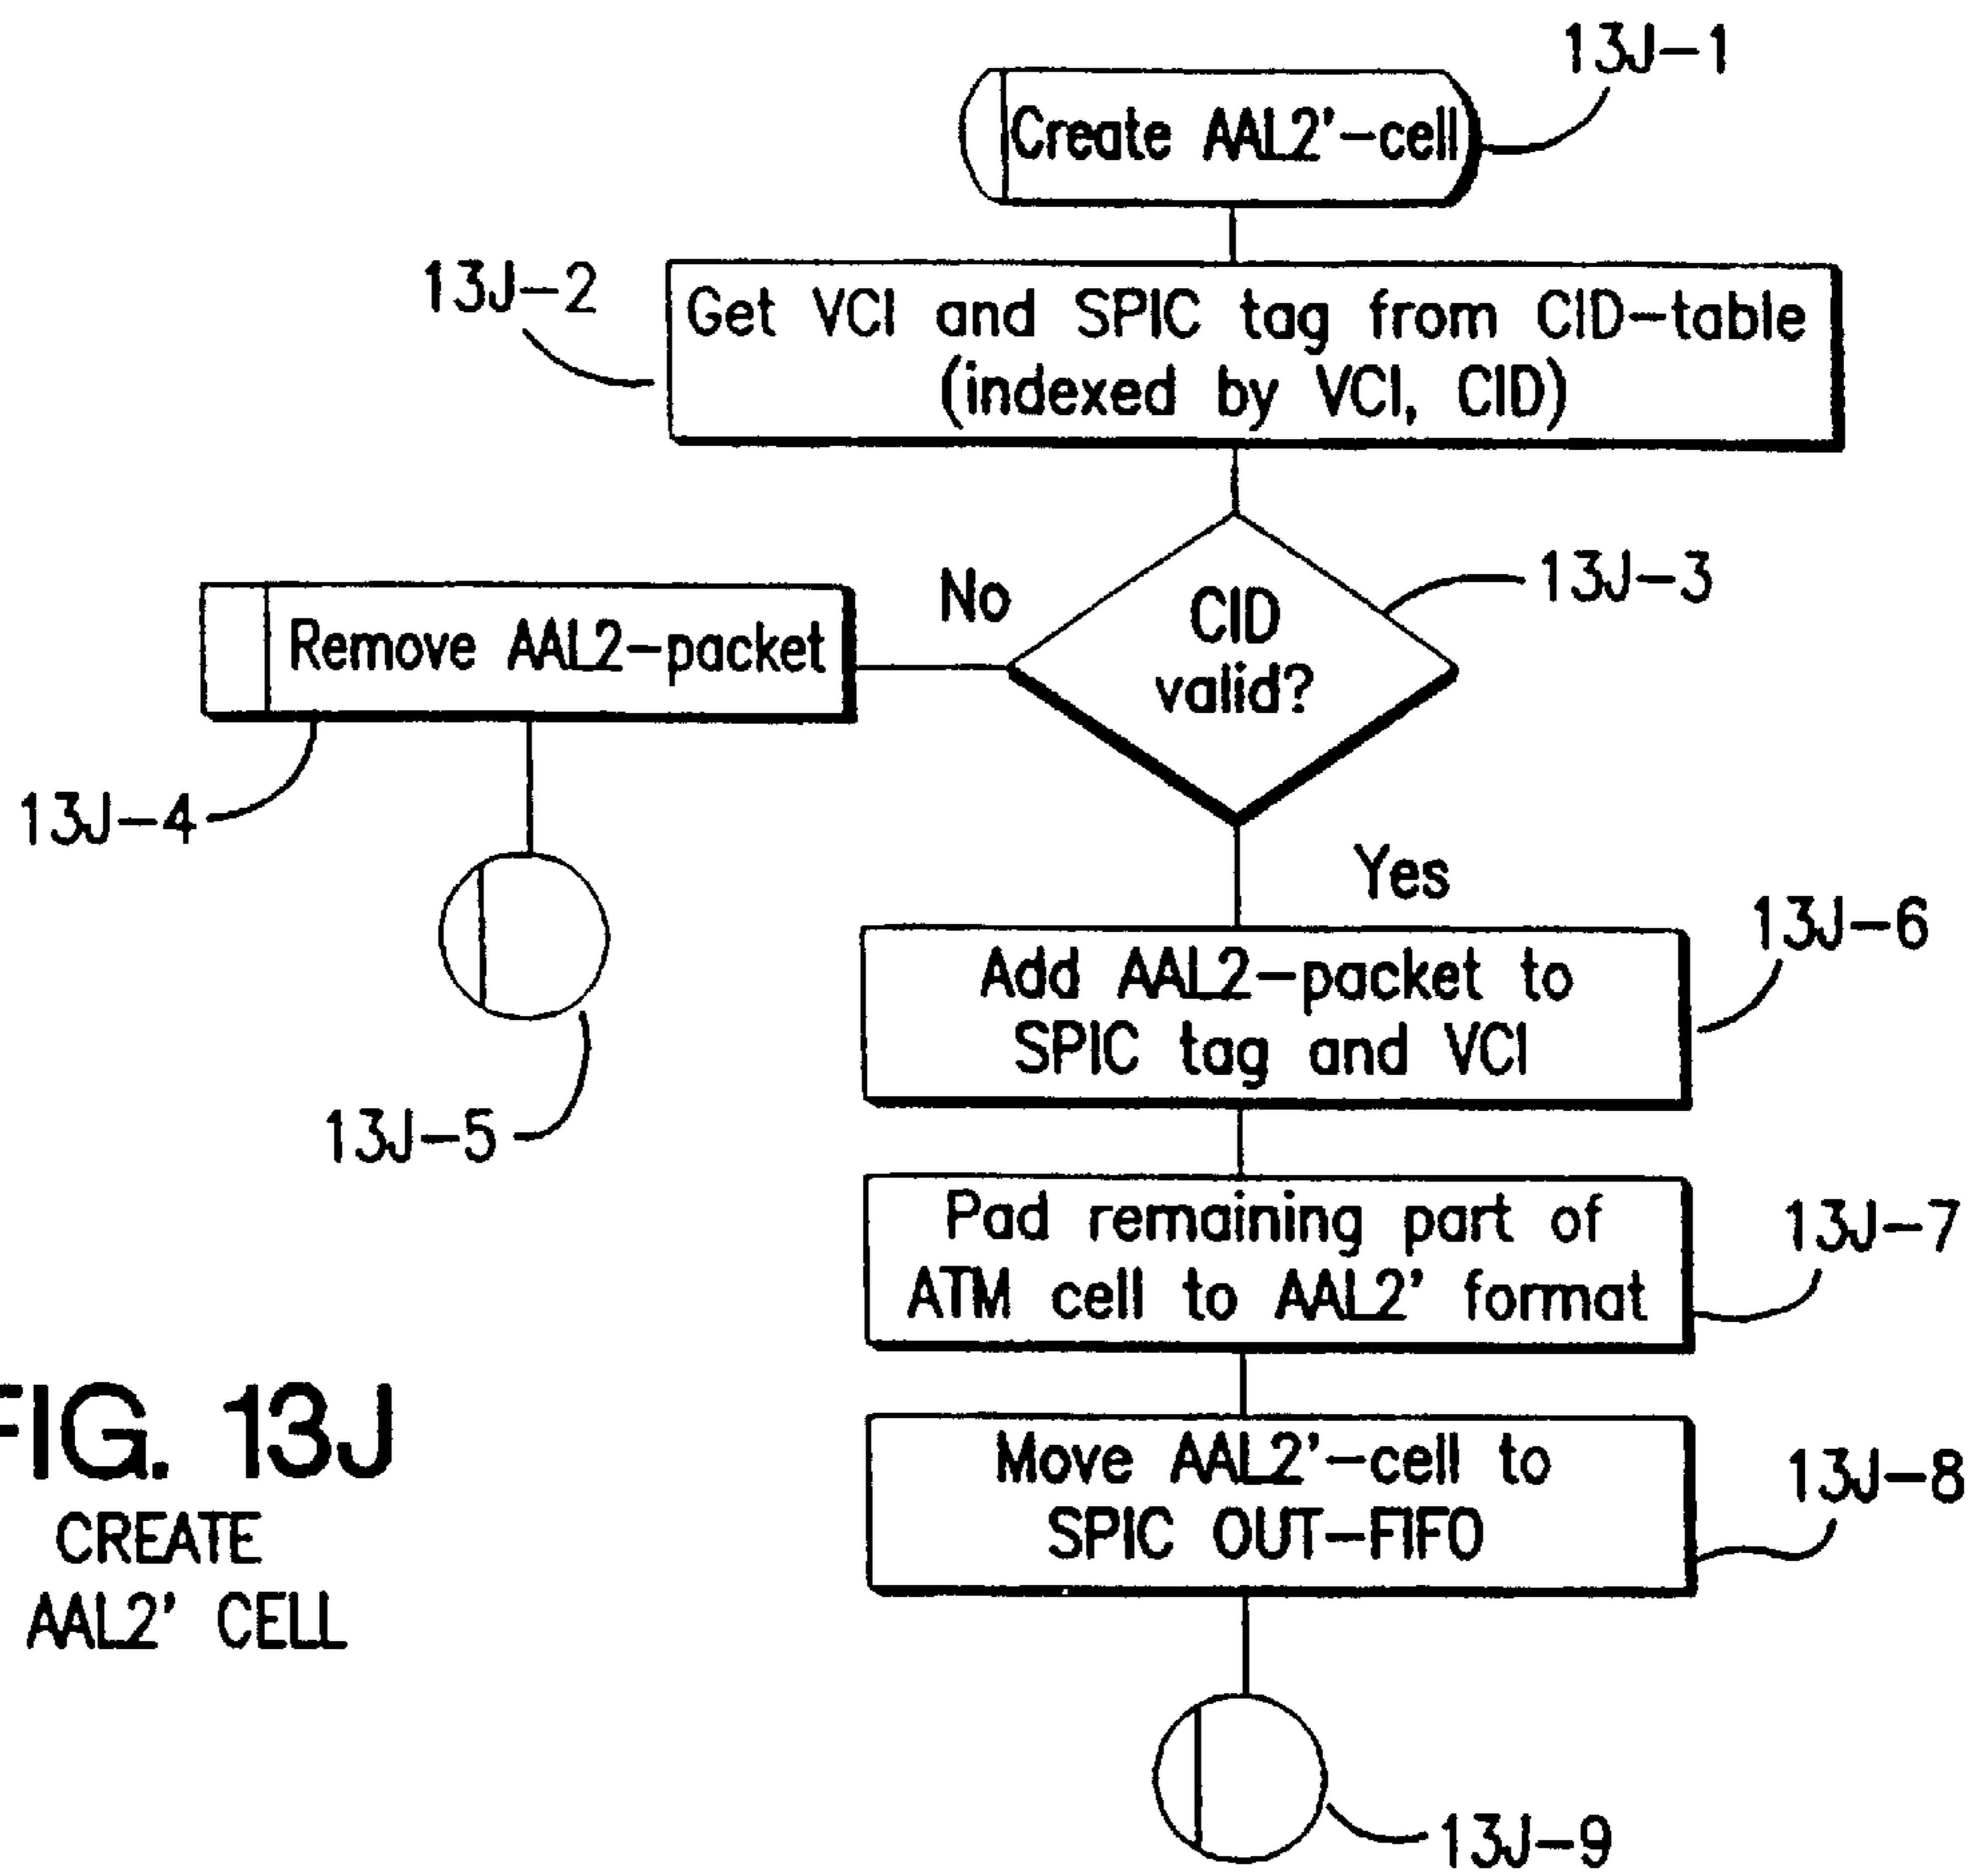 13J-1
Create AAL2'-cell
13J-2
Get VCI and SPIC tag from CID-table
(indexed by VCI, CID)
13J-3
CID
valid?
No
Remove AAL2-packet
13J-4
13J-5
Yes
13J-6
Add AAL2-packet to
SPIC tag and VCI
13J-7
Pad remaining part of
ATM cell to AAL2' format
13J-8
Move AAL2'-cell to
SPIC OUT-FIFO
13J-9
FIG. 13J
CREATE
AAL2' CELL